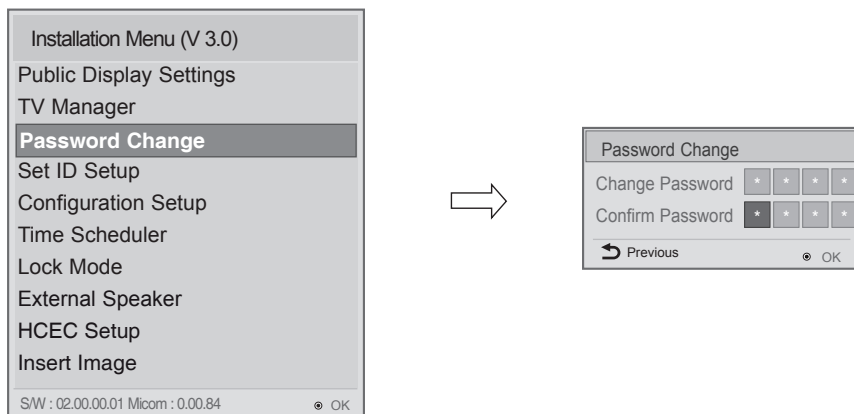 Installation Menu (V 3.0)
Public Display Settings
TV Manager
Password Change
Set ID Setup
Configuration Setup
Time Scheduler
Lock Mode
External Speaker
HCEC Setup
Insert Image
S/W : 02.00.00.01 Micom : 0.00.84 OK
Password Change
Change Password * * * *
Confirm Password * * * *
Previous OK